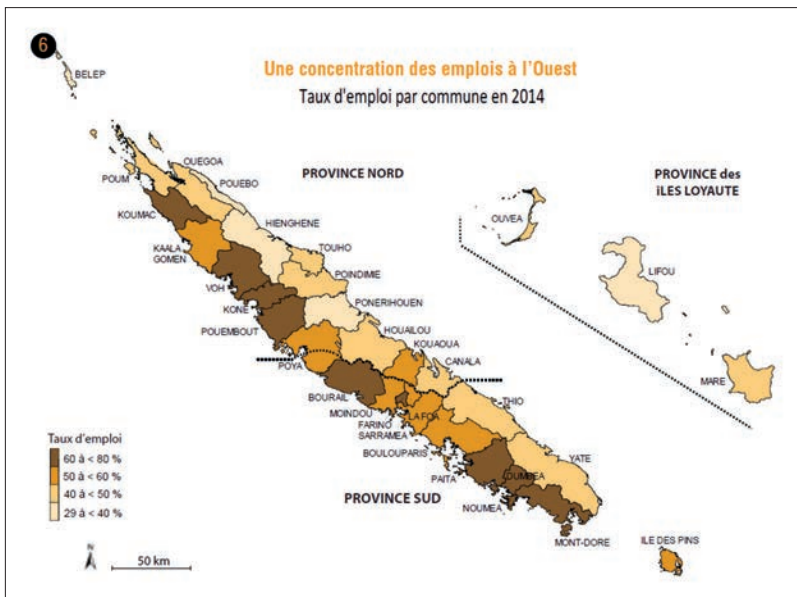 6
Une concentration des emplois à l'Ouest
Taux d'emploi par commune en 2014
BELEP
OUEGOA
POUEBO
POUM
KOUMAC
HIENGHENE
KAALA
GOMEN
TOUHO
POINDIMIE
VOH
KONE
PONERIHOUEN
POUEMBOUT
HOUAILOU
KOUAOUA
CANALA
POYA
BOURAIL
MOINDOU
FARINO
SARRAMEA
LA FOA
THIO
BOULOUPARIS
YATE
PAITA
DUMBEA
NOUMEA
MONT-DORE
ILE DES PINS
PROVINCE NORD
PROVINCE des
iLES LOYAUTE
OUVEA
LIFOU
MARE
PROVINCE SUD
Taux d'emploi
60 à < 80 %
50 à < 60 %
40 à < 50 %
29 à < 40 %
N
50 km